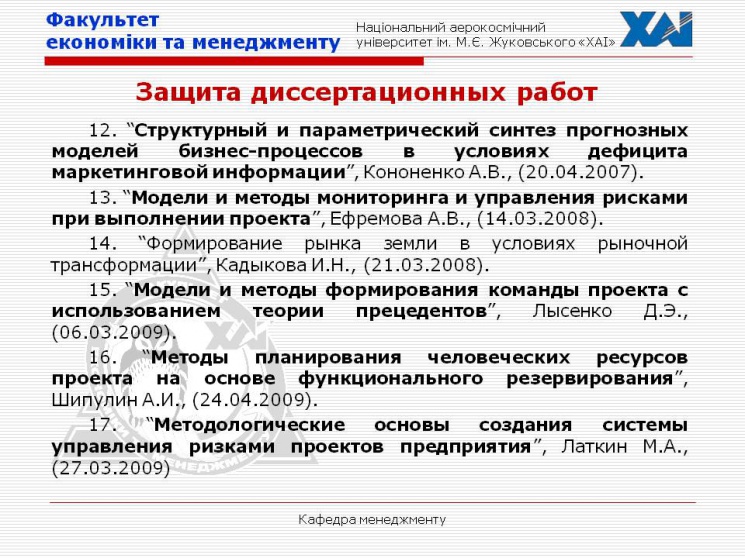 Факультет
економіки та менеджменту
Національний аерокосмічний
університет ім. М.Є. Жуковського «ХАІ»
ХАІ
Защита диссертационных работ
12. “Структурный и параметрический синтез прогнозных
моделей бизнес-процессов в условиях дефицита
маркетинговой информации”, Кононенко А.В., (20.04.2007).
13. “Модели и методы мониторинга и управления рисками
при выполнении проекта”, Ефремова А.В., (14.03.2008).
14. “Формирование рынка земли в условиях рыночной
трансформации”, Кадыкова И.Н., (21.03.2008).
15. “Модели и методы формирования команды проекта с
использованием теории прецедентов”, Лысенко Д.Э.,
(06.03.2009).
16. “Методы планирования человеческих ресурсов
проекта на основе функционального резервирования”,
Шипулин А.И., (24.04.2009).
17. “Методологические основы создания системы
управления ризками проектов предприятия”, Латкин М.А.,
(27.03.2009)
Кафедра менеджменту